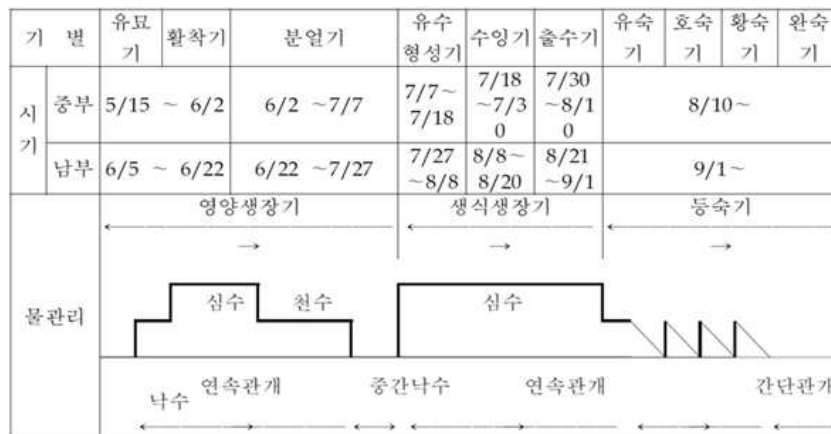 기 별 유묘기 활착기 분얼기 유수형성기 수잉기 출수기 유숙기 호숙기 황숙기 완숙기
시기 중부 5/15 ~ 6/2 6/2 ~7/7 7/7~7/18 7/18~7/30 7/30~8/10 8/10~
남부 6/5 ~ 6/22 6/22 ~7/27 7/27~8/8 8/8~8/20 8/21~9/1 9/1~
영양생장기 생식생장기 등숙기
물관리 심수 천수 심수
낙수 연속관개 중간낙수 연속관개 간단관개